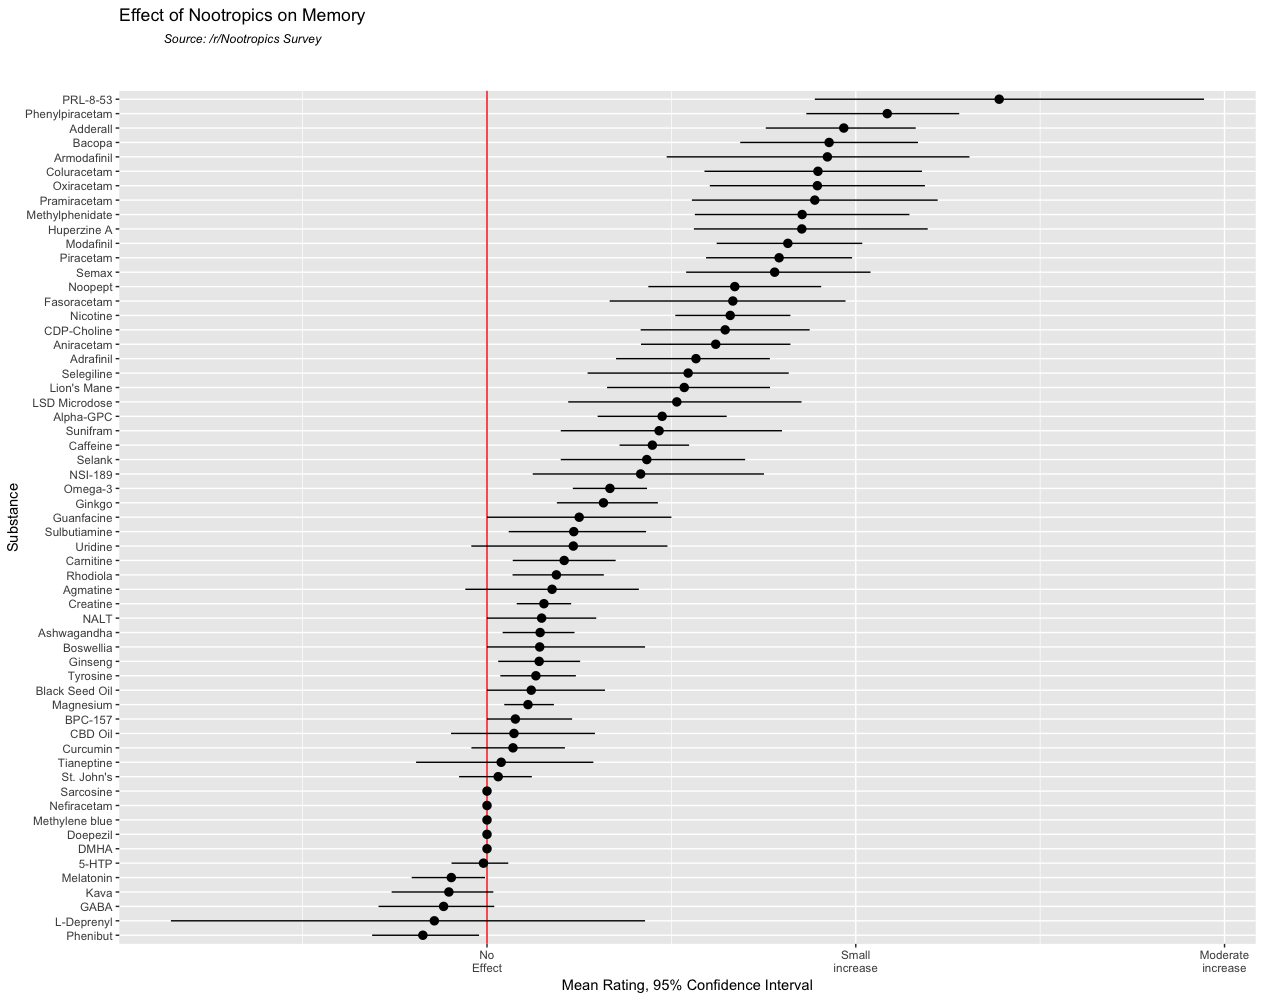 Effect of Nootropics on Memory
Source: /r/Nootropics Survey
Substance
PRL-8-53
Phenylpiracetam
Adderall
Bacopa
Armodafinil
Coluracetam
Oxiracetam
Pramiracetam
Methylphenidate
Huperzine A
Modafinil
Piracetam
Semax
Noopept
Fasoracetam
Nicotine
CDP-Choline
Aniracetam
Adrafinil
Selegiline
Lion's Mane
LSD Microdose
Alpha-GPC
Sunifram
Caffeine
Selank
NSI-189
Omega-3
Ginkgo
Guanfacine
Sulbutiamine
Uridine
Carnitine
Rhodiola
Agmatine
Creatine
NALT
Ashwagandha
Boswellia
Ginseng
Tyrosine
Black Seed Oil
Magnesium
BPC-157
CBD Oil
Curcumin
Tianeptine
St. John's
Sarcosine
Nefiracetam
Methylene blue
Doepezil
DMHA
5-HTP
Melatonin
Kava
GABA
L-Deprenyl
Phenibut
No
Effect
Small
increase
Moderate
increase
Mean Rating, 95% Confidence Interval